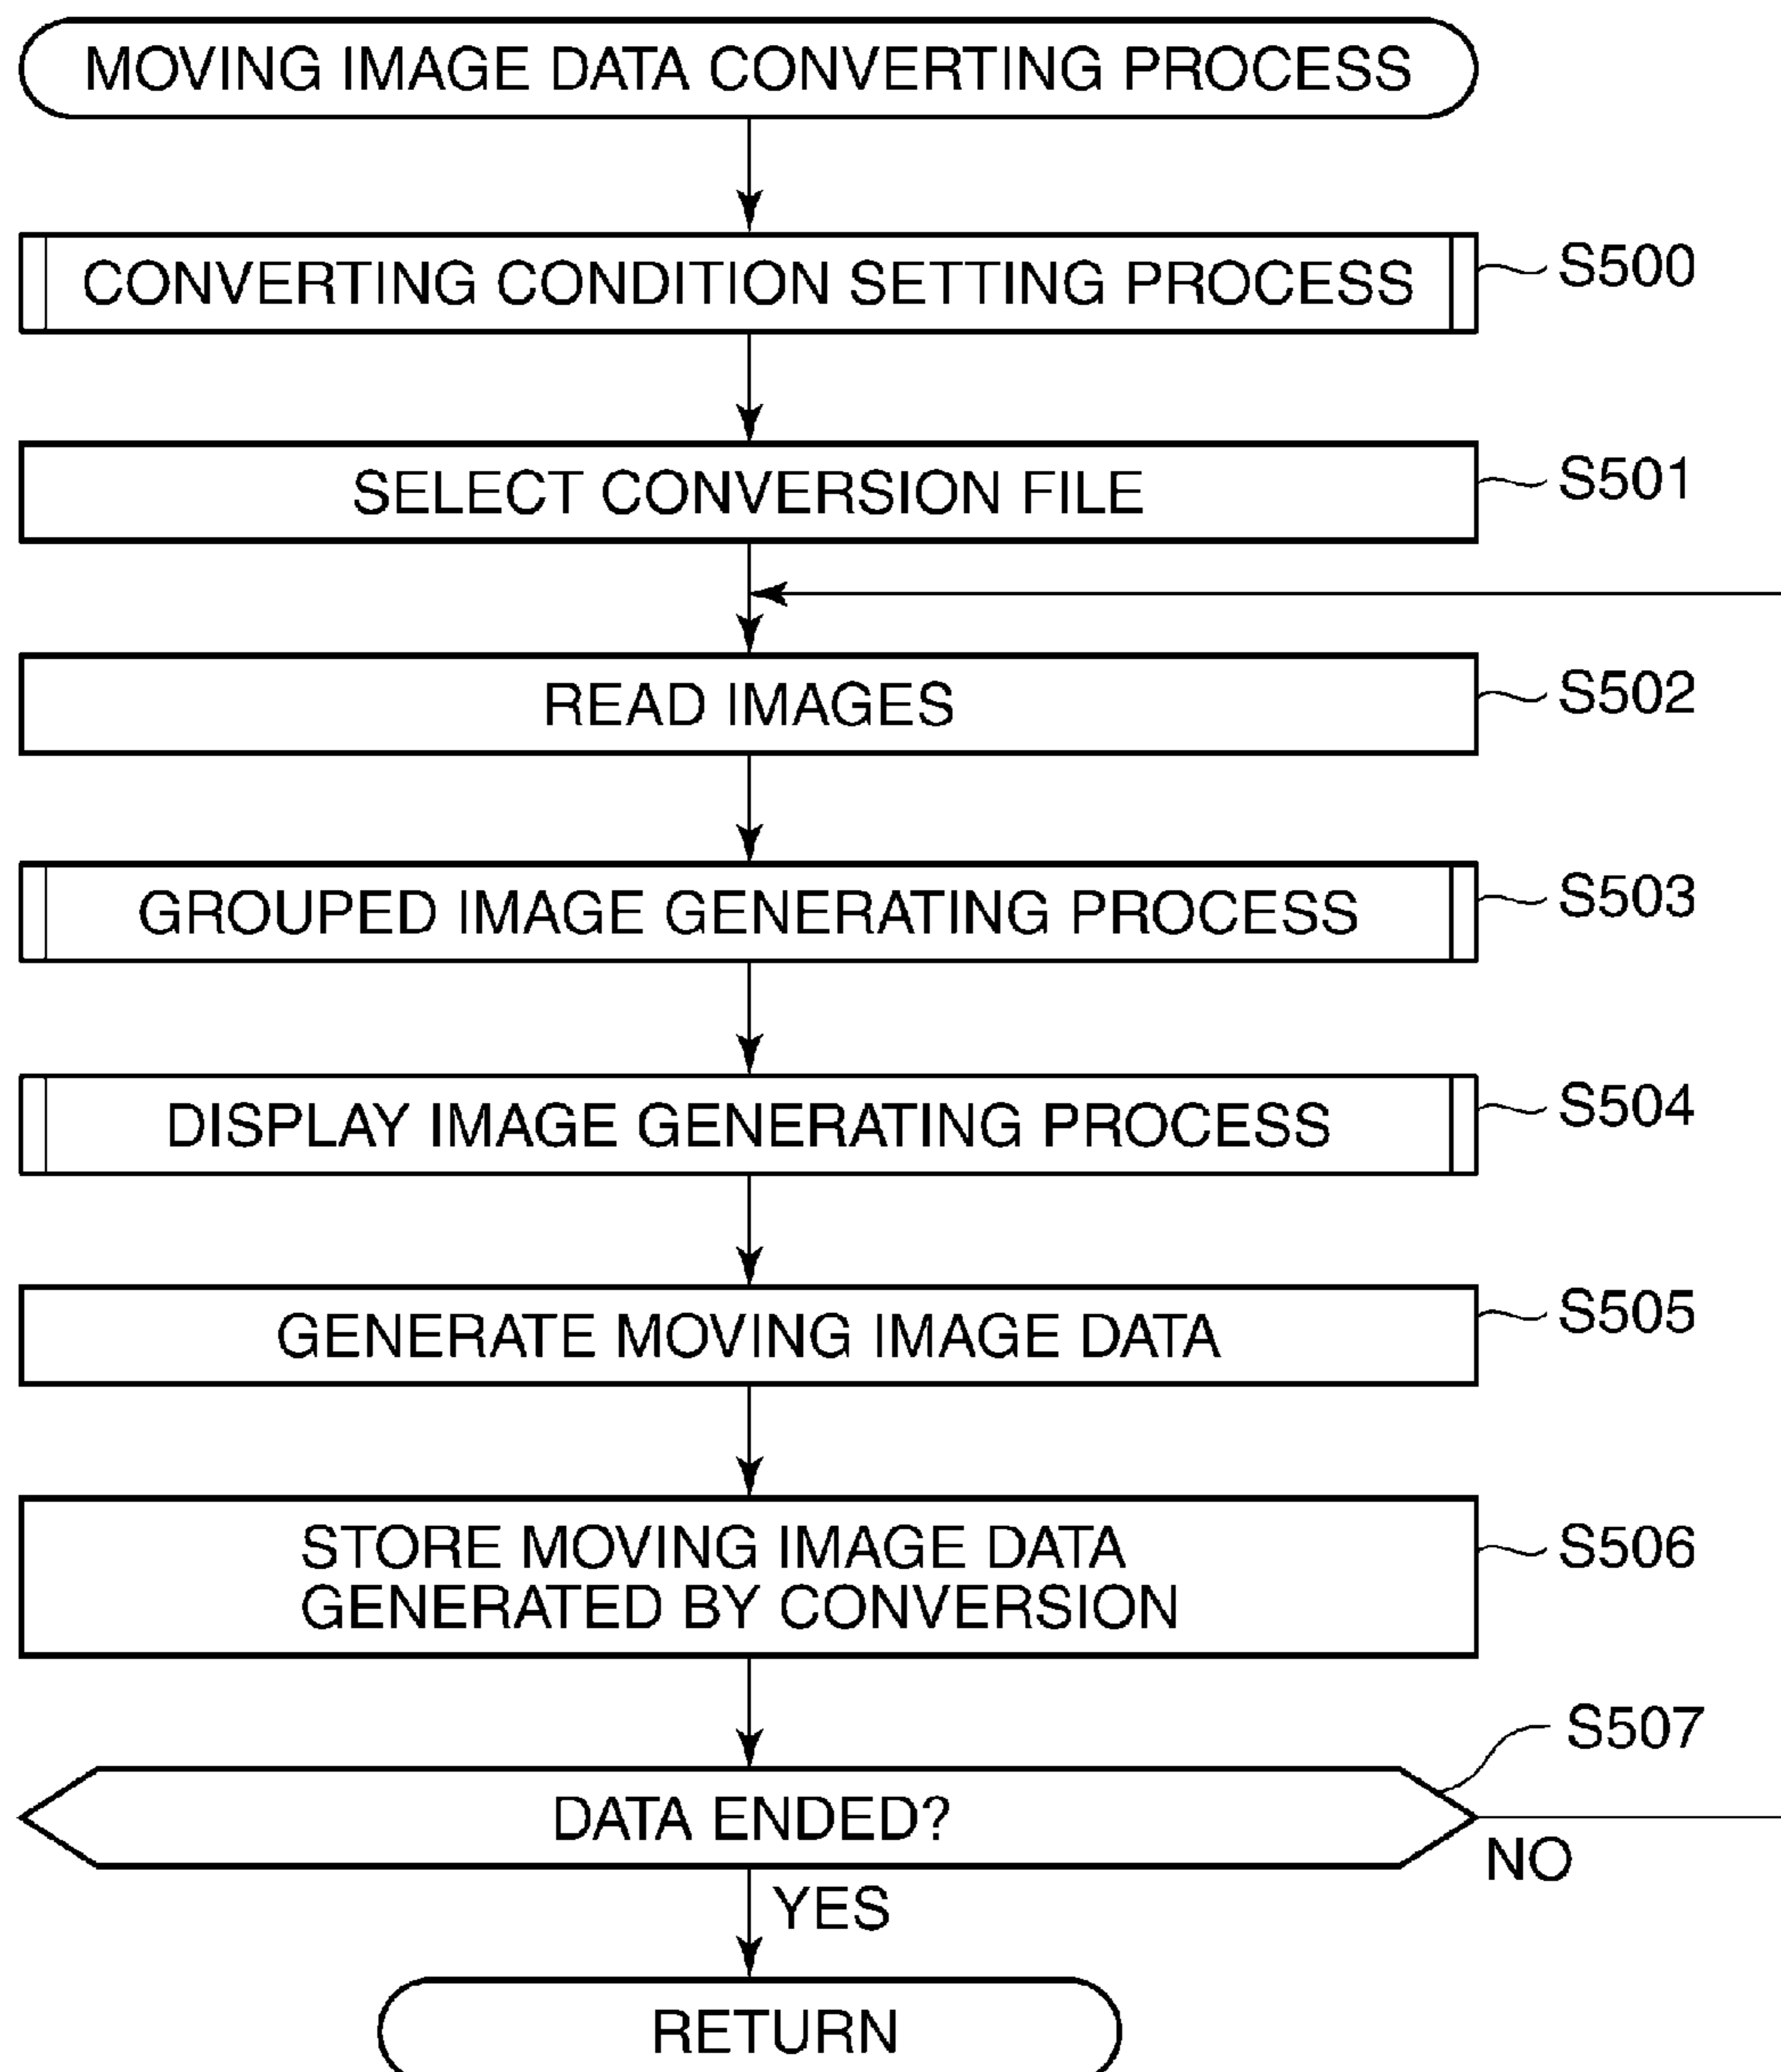 MOVING IMAGE DATA CONVERTING PROCESS
CONVERTING CONDITION SETTING PROCESS
S500
SELECT CONVERSION FILE
S501
READ IMAGES
S502
GROUPED IMAGE GENERATING PROCESS
S503
DISPLAY IMAGE GENERATING PROCESS
S504
GENERATE MOVING IMAGE DATA
S505
STORE MOVING IMAGE DATA
GENERATED BY CONVERSION
S506
S507
DATA ENDED?
NO
YES
RETURN